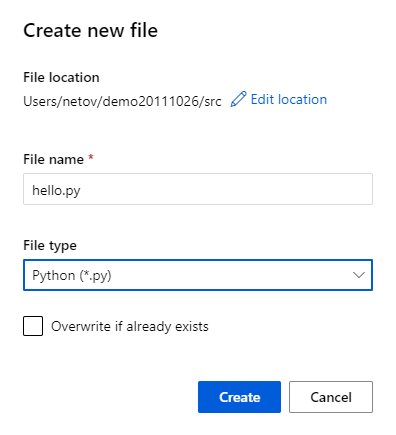 Create new file
File location
Users/netov/demo20111026/src Edit location
File name *
hello.py
File type
Python (*.py)
Overwrite if already exists
Create Cancel